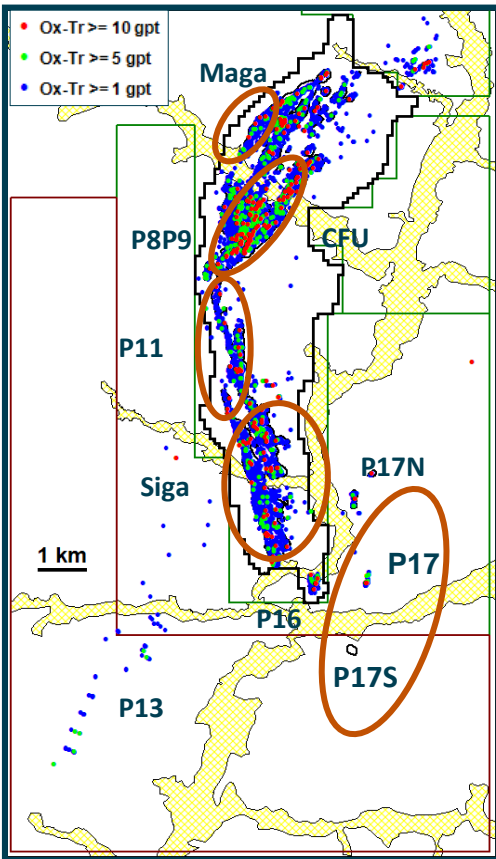 Ox-Tr >= 10 gpt
Ox-Tr >= 5 gpt
Ox-Tr >= 1 gpt
Maga
P8P9
CFU
P11
Siga
P17N
1 km
P17
P16
P17S
P13